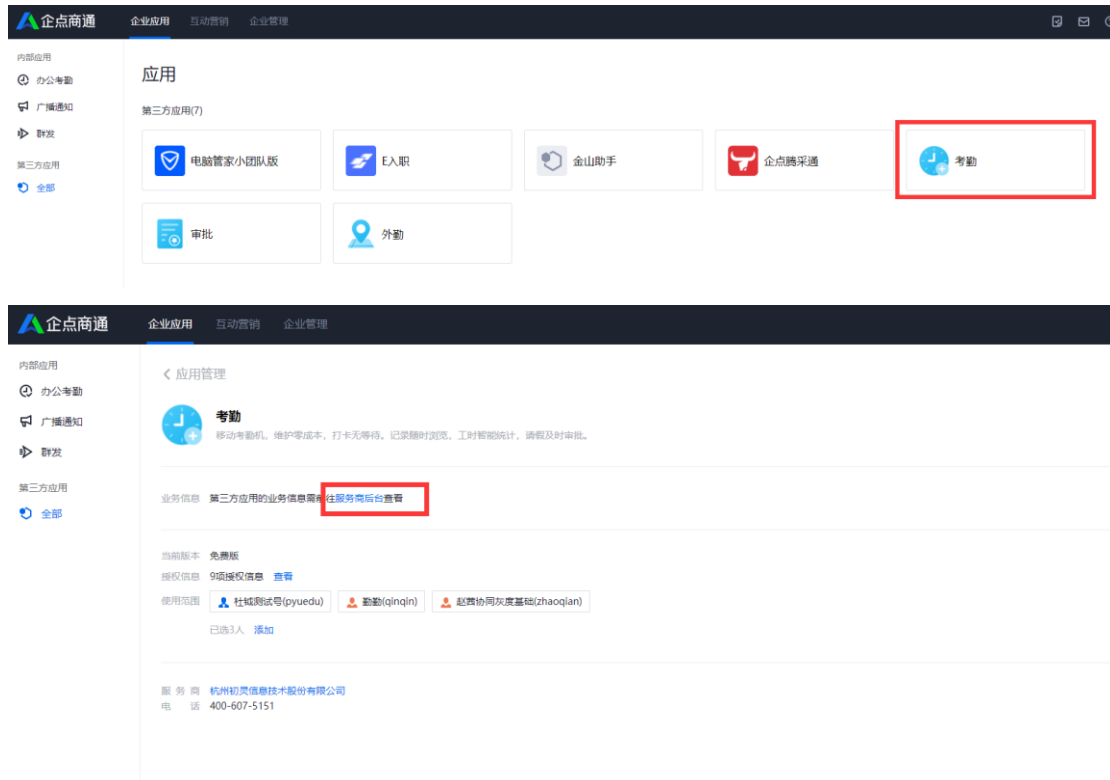 企点商通 企业应用 互动营销 企业管理
内部应用
办公考勤
广播通知
群发
第三方应用
全部
应用
第三方应用(7)
电脑管家小团队版 E入职 金山助手 企点腾采通 考勤
审批 外勤
企点商通 企业应用 互动营销 企业管理
内部应用
办公考勤
广播通知
群发
第三方应用
全部
应用管理
考勤
移动考勤机，维护零成本，打卡无等待。记录随时浏览，工时智能统计，请假及时审批。
业务信息 第三方应用的业务信息需前往服务商后台查看
当前版本 免费版
授权信息 9项授权信息 查看
使用范围 杜钺测试号(pyuedu) 勤勤(qinqin) 赵茜协同灰度基础(zhaoqian)
已选3人 添加
服务商 杭州初灵信息技术股份有限公司
电话 400-607-5151